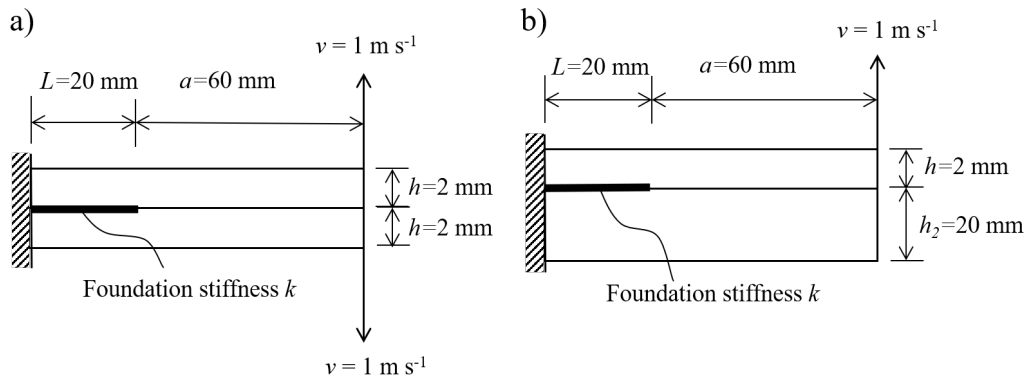 a)
v = 1 m s-1
L=20 mm
a=60 mm
h=2 mm
h=2 mm
Foundation stiffness k
v = 1 m s-1
b)
v = 1 m s-1
L=20 mm
a=60 mm
h=2 mm
h2=20 mm
Foundation stiffness k